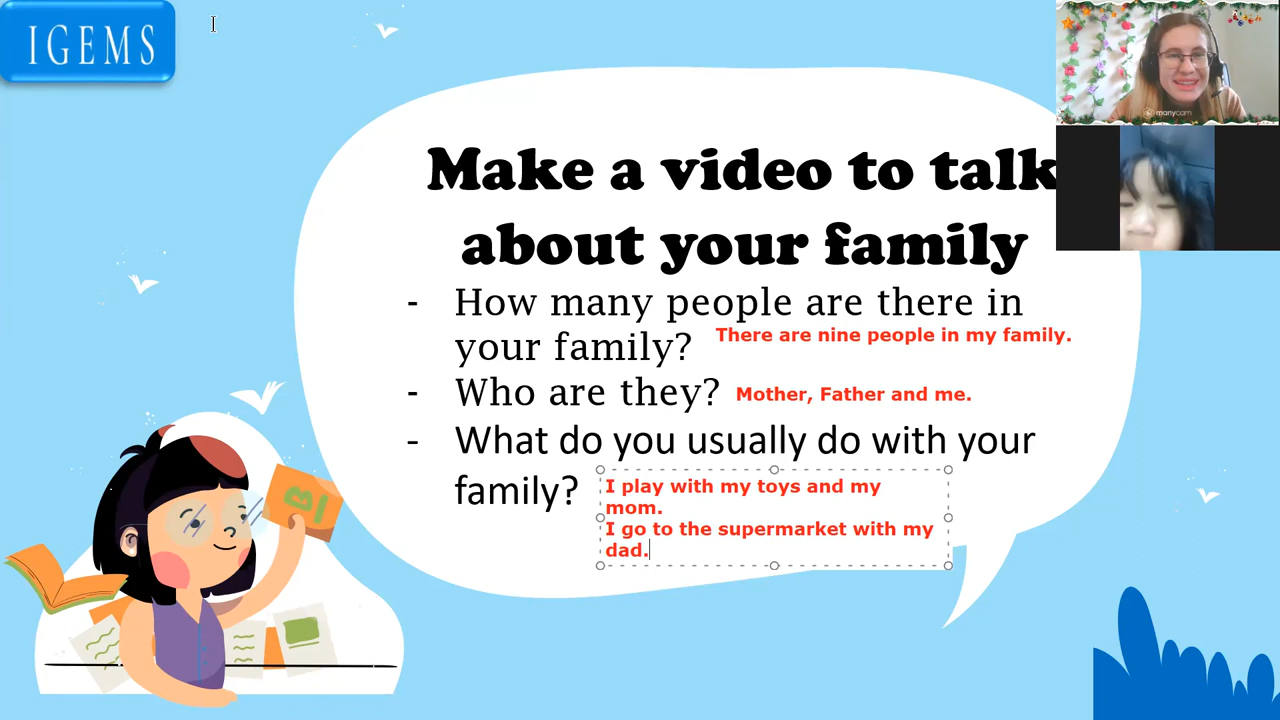 IGEMS
manycam
Make a video to talk
about your family
- How many people are there in
your family?
There are nine people in my family.
- Who are they?
Mother, Father and me.
- What do you usually do with your
family?
I play with my toys and my
mom.
I go to the supermarket with my
dad.